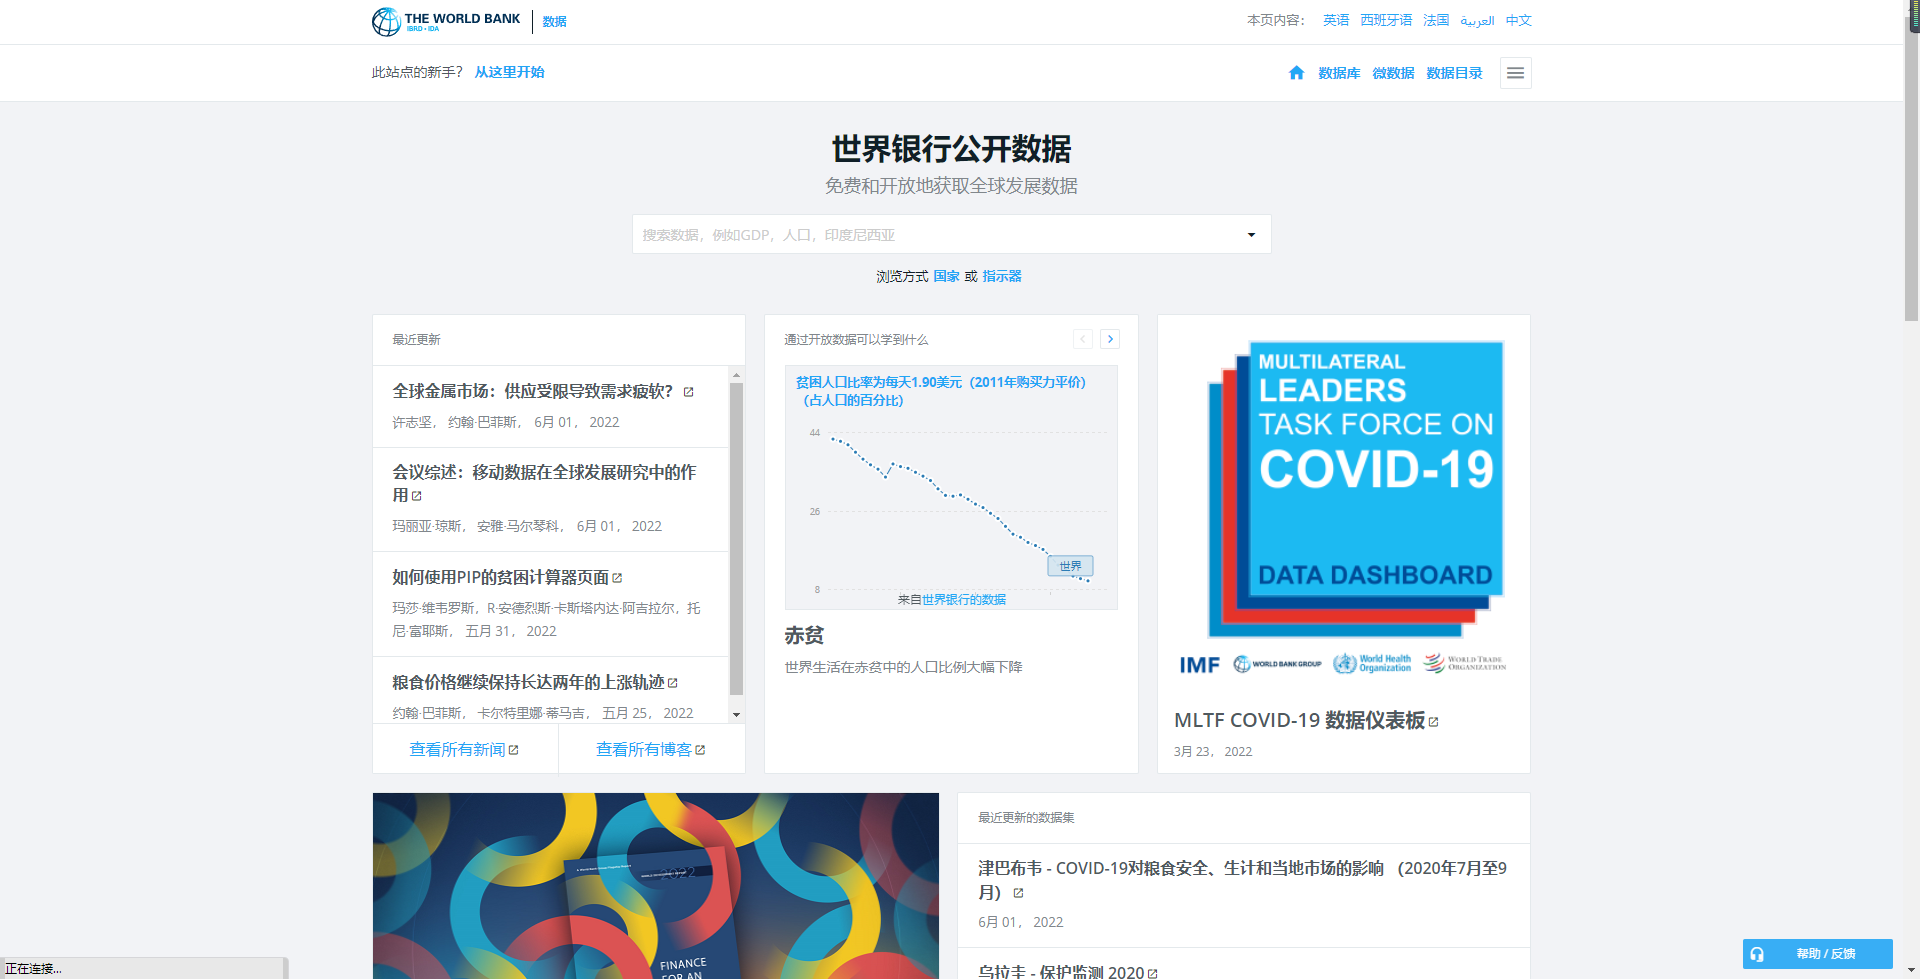 THE WORLD BANK
IBRD • IDA
数据
本页内容： 英语 西班牙语 法国 العربية 中文
此站点的新手？ 从这里开始
数据库 微数据 数据目录
世界银行公开数据
免费和开放地获取全球发展数据
搜索数据，例如GDP，人口，印度尼西亚
浏览方式 国家 或 指示器
最近更新
全球金属市场：供应受限导致需求疲软？
许志坚， 约翰·巴菲斯， 6月 01， 2022
会议综述：移动数据在全球发展研究中的作
用
玛丽亚·琼斯， 安雅·马尔琴科， 6月 01， 2022
如何使用PIP的贫困计算器页面
玛莎·维韦罗斯，R·安德烈斯·卡斯塔内达·阿吉拉尔，托
尼·富耶斯， 五月 31， 2022
粮食价格继续保持长达两年的上涨轨迹
约翰·巴菲斯， 卡尔特里娜·蒂马吉， 五月 25， 2022
查看所有新闻
查看所有博客
通过开放数据可以学到什么
贫困人口比率为每天1.90美元（2011年购买力平价）
（占人口的百分比）
44
26
世界
8
来自世界银行的数据
赤贫
世界生活在赤贫中的人口比例大幅下降
MULTILATERAL
LEADERS
TASK FORCE ON
COVID-19
DATA DASHBOARD
IMF
WORLD BANK GROUP
World Health
Organization
WORLD TRADE
ORGANIZATION
MLTF COVID-19 数据仪表板
3月 23， 2022
2022
FINANCE
FOR AN
最近更新的数据集
津巴布韦 - COVID-19对粮食安全、生计和当地市场的影响 （2020年7月至9
月）
6月 01， 2022
乌拉圭 - 保护监测 2020
帮助 / 反馈
正在连接...